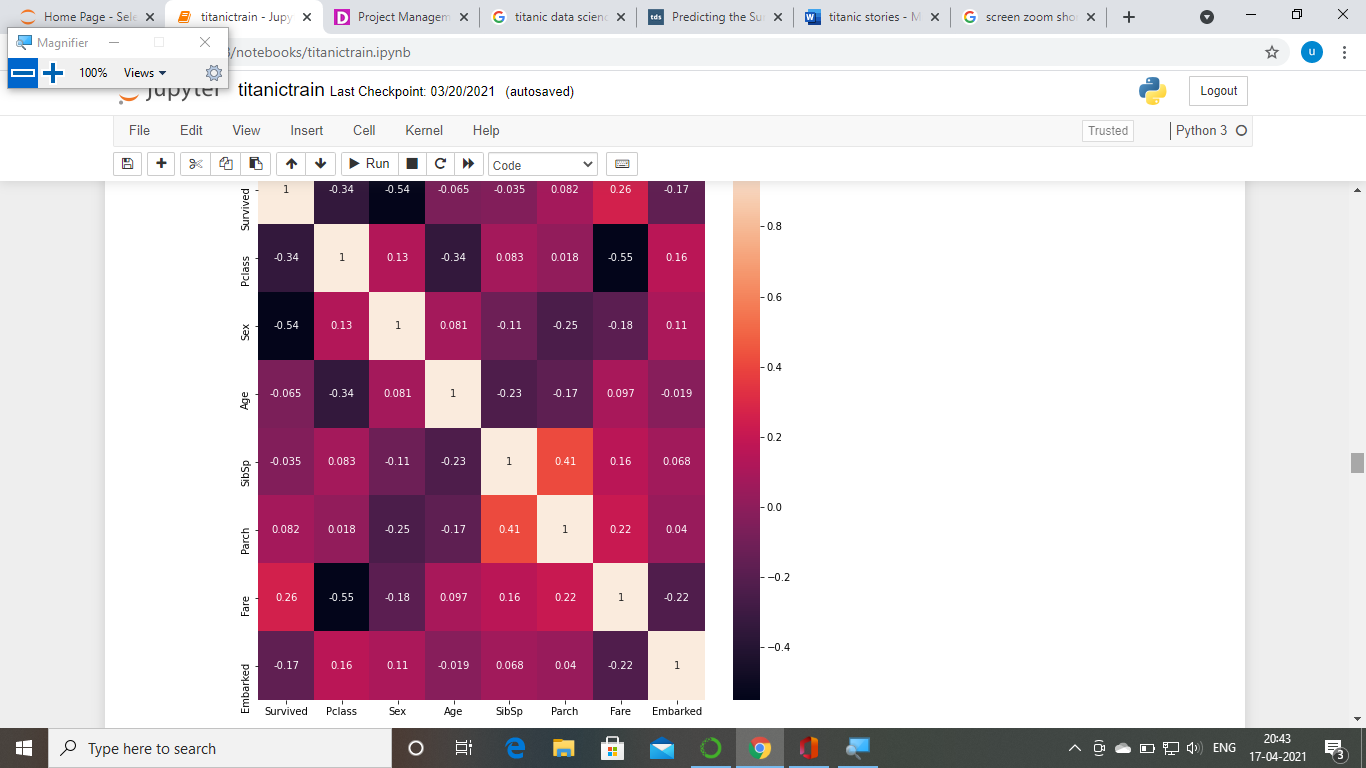 Home Page - Sele
titanictrain - Jupy
Project Managem
titanic data scienc
Predicting the Su
titanic stories - M
screen zoom sho
Magnifier
100% Views
3/notebooks/titanictrain.ipynb
u
Jupyter titanictrain Last Checkpoint: 03/20/2021 (autosaved)
Logout
File Edit View Insert Cell Kernel Help
Trusted Python 3
Run Code
Survived 1 -0.34 -0.54 -0.065 -0.035 0.082 0.26 -0.17
Pclass -0.34 1 0.13 -0.34 0.083 0.018 -0.55 0.16
Sex -0.54 0.13 1 0.081 -0.11 -0.25 -0.18 0.11
Age -0.065 -0.34 0.081 1 -0.23 -0.17 0.097 -0.019
SibSp -0.035 0.083 -0.11 -0.23 1 0.41 0.16 0.068
Parch 0.082 0.018 -0.25 -0.17 0.41 1 0.22 0.04
Fare 0.26 -0.55 -0.18 0.097 0.16 0.22 1 -0.22
Embarked -0.17 0.16 0.11 -0.019 0.068 0.04 -0.22 1
Survived Pclass Sex Age SibSp Parch Fare Embarked
0.8
0.6
0.4
0.2
0.0
−0.2
−0.4
Type here to search
ENG
20:43
17-04-2021
3